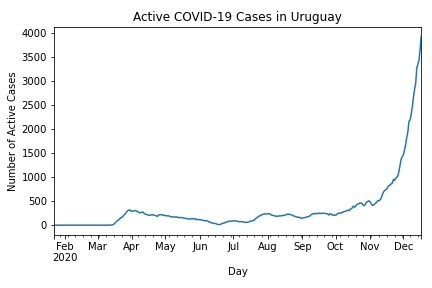 Active COVID-19 Cases in Uruguay
4000
3500
3000
2500
2000
1500
1000
500
0
Number of Active Cases
Feb Mar Apr May Jun Jul Aug Sep Oct Nov Dec
2020
Day